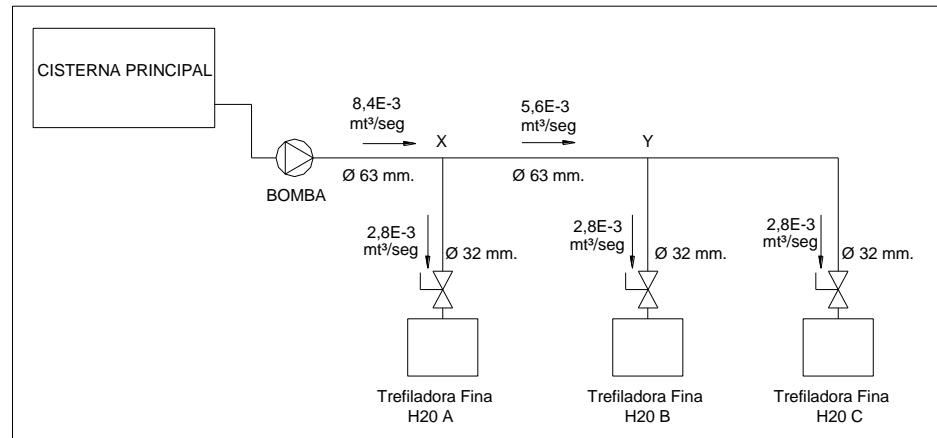 CISTERNA PRINCIPAL
BOMBA
8,4E-3
mt³/seg
X
Ø 63 mm.
5,6E-3
mt³/seg
Y
Ø 63 mm.
2,8E-3
mt³/seg
Ø 32 mm.
2,8E-3
mt³/seg
Ø 32 mm.
2,8E-3
mt³/seg
Ø 32 mm.
Trefiladora Fina
H20 A
Trefiladora Fina
H20 B
Trefiladora Fina
H20 C